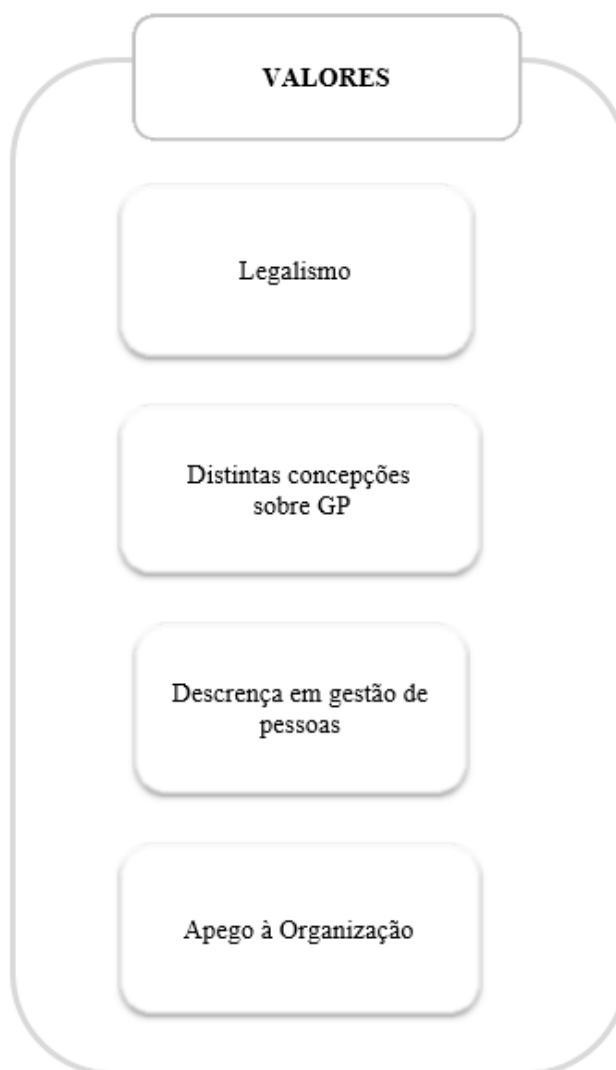 VALORES
Legalismo
Distintas concepções
sobre GP
Descrença em gestão de
pessoas
Apego à Organização